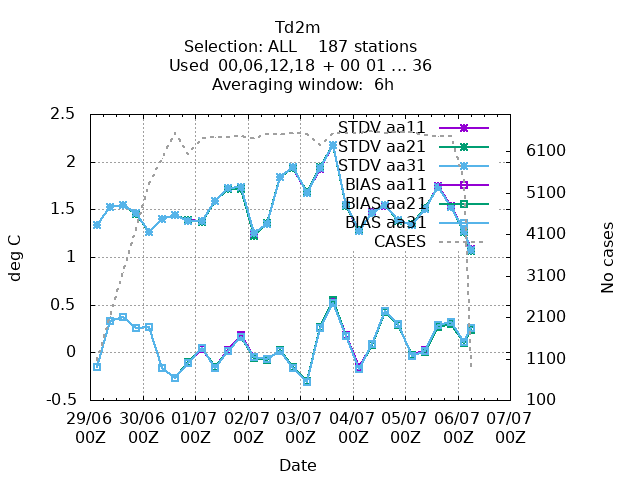 Td2m
Selection: ALL    187 stations
Used  00,06,12,18  + 00 01 ... 36
Averaging window:  6h
STDV aa11
STDV aa21
STDV aa31
BIAS aa11
BIAS aa21
BIAS aa31
CASES
2.5
2
1.5
1
0.5
0
-0.5
deg C
6100
5100
4100
3100
2100
1100
100
No cases
29/06 30/06 01/07 02/07 03/07 04/07 05/07 06/07 07/07
00Z 00Z 00Z 00Z 00Z 00Z 00Z 00Z 00Z
Date